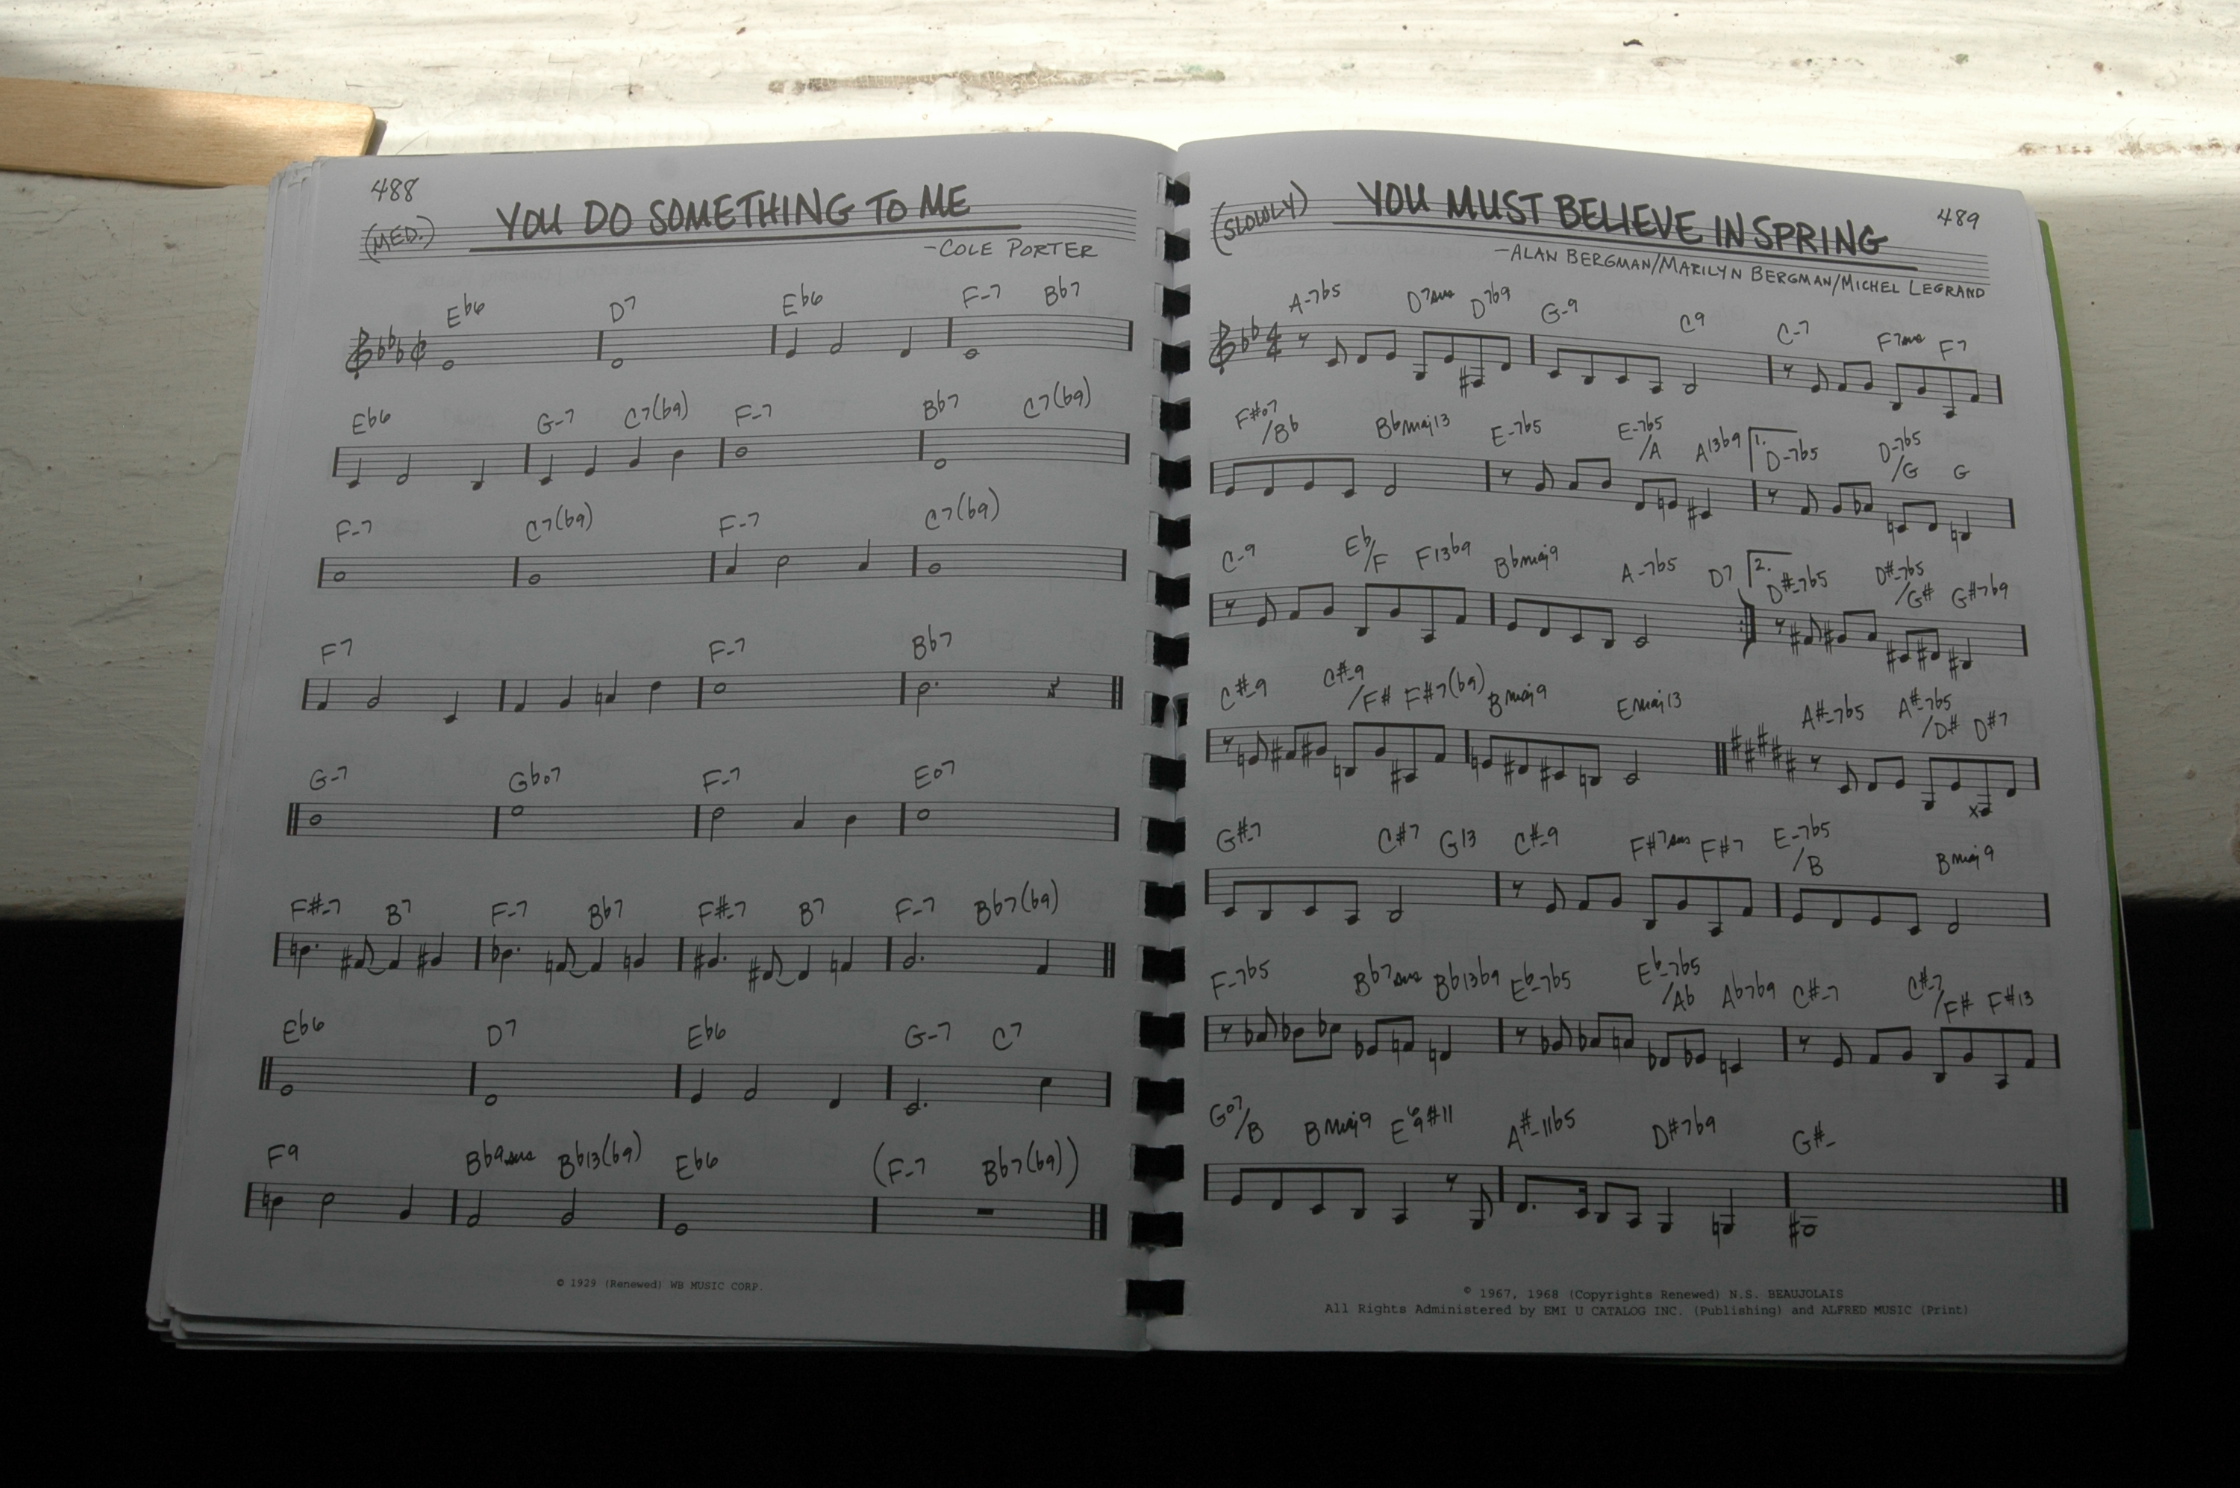 488
YOU DO SOMETHING TO ME
(MED.)
-COLE PORTER
Eb6 D7 Eb6 F-7 Bb7
Eb6 G-7 C7(b9) F-7 Bb7 C7(b9)
F-7 C7(b9) F-7 C7(b9)
F7 F-7 Bb7
G-7 Gbo7 F-7 Eo7
F#-7 B7 F-7 Bb7 F#-7 B7 F-7 Bb7(b9)
Eb6 D7 Eb6 G-7 C7
F9 Bb9sus Bb13(b9) Eb6 (F-7 Bb7(b9))
© 1929 (Renewed) WB MUSIC CORP.
489
(SLOWLY)
YOU MUST BELIEVE IN SPRING
-ALAN BERGMAN/MARILYN BERGMAN/MICHEL LEGRAND
A-7b5 D7sus D7b9 G-9 C9 C-7 F7sus F7
F#o7/Bb Bbmaj13 E-7b5 E-7b5/A A13b9 1. D-7b5 D-7b5/G G
C-9 Eb/F F13b9 Bbmaj9 A-7b5 D7 2. D#-7b5 D#-7b5/G# G#7b9
C#-9 C#-9/F# F#7(b9) Bmaj9 Emaj13 A#-7b5 A#-7b5/D# D#7
G#-7 C#7 G13 C#-9 F#7sus F#7 E-7b5/B Bmaj9
F-7b5 Bb7sus Bb13b9 Eb-7b5 Eb-7b5/Ab Ab7b9 C#-7 C#-7/F# F#13
Go7/B Bmaj9 E6/9#11 A#-11b5 D#7b9 G#-
© 1967, 1968 (Copyrights Renewed) N.S. BEAUJOLAIS
All Rights Administered by EMI U CATALOG INC. (Publishing) and ALFRED MUSIC (Print)